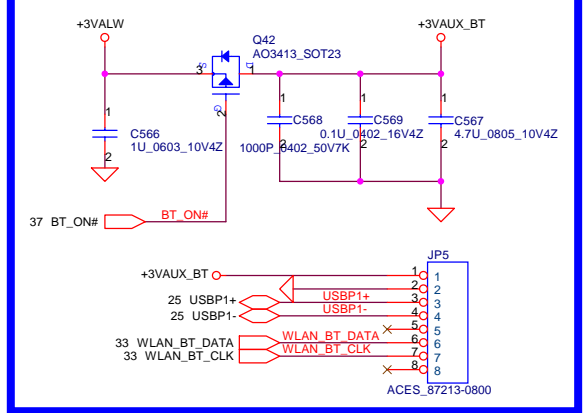 +3VALW
+3VAUX_BT
Q42
AO3413_SOT23
S
D
3
1
G
2
1
C566
1U_0603_10V4Z
2
1
C568
1000P_0402_50V7K
2
1
C569
0.1U_0402_16V4Z
2
1
C567
4.7U_0805_10V4Z
2
37 BT_ON#
BT_ON#
JP5
+3VAUX_BT
1 1
2 2
25 USBP1+
USBP1+
3 3
25 USBP1-
USBP1-
4 4
5 5
33 WLAN_BT_DATA
WLAN_BT_DATA
6 6
33 WLAN_BT_CLK
WLAN_BT_CLK
7 7
8 8
ACES_87213-0800